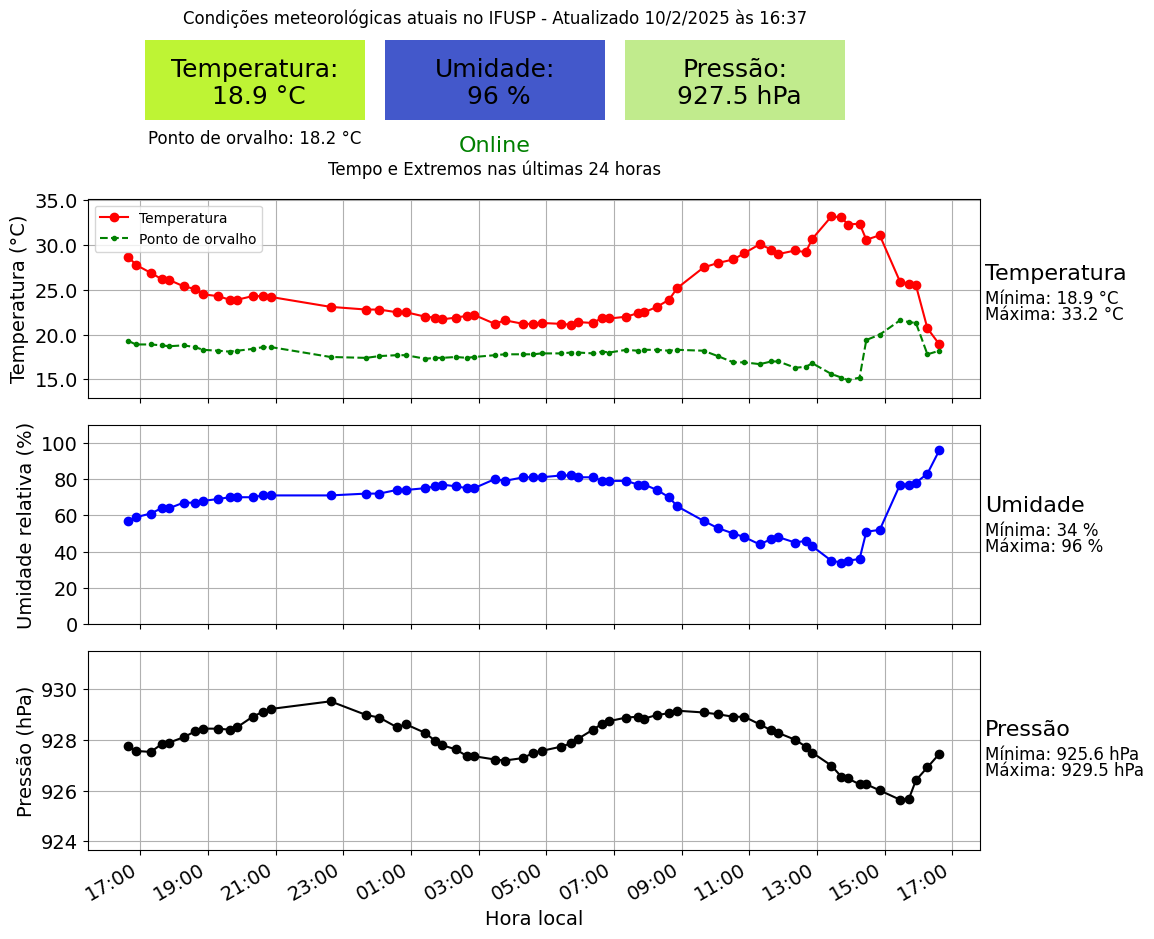 Condições meteorológicas atuais no IFUSP - Atualizado 10/2/2025 às 16:37
Temperatura:
18.9 °C
Umidade:
96 %
Pressão:
927.5 hPa
Ponto de orvalho: 18.2 °C
Online
Tempo e Extremos nas últimas 24 horas
Temperatura (°C)
35.0
30.0
25.0
20.0
15.0
Temperatura
Ponto de orvalho
Temperatura
Mínima: 18.9 °C
Máxima: 33.2 °C
Umidade relativa (%)
100
80
60
40
20
0
Umidade
Mínima: 34 %
Máxima: 96 %
Pressão (hPa)
930
928
926
924
Pressão
Mínima: 925.6 hPa
Máxima: 929.5 hPa
17:00 19:00 21:00 23:00 01:00 03:00 05:00 07:00 09:00 11:00 13:00 15:00 17:00
Hora local